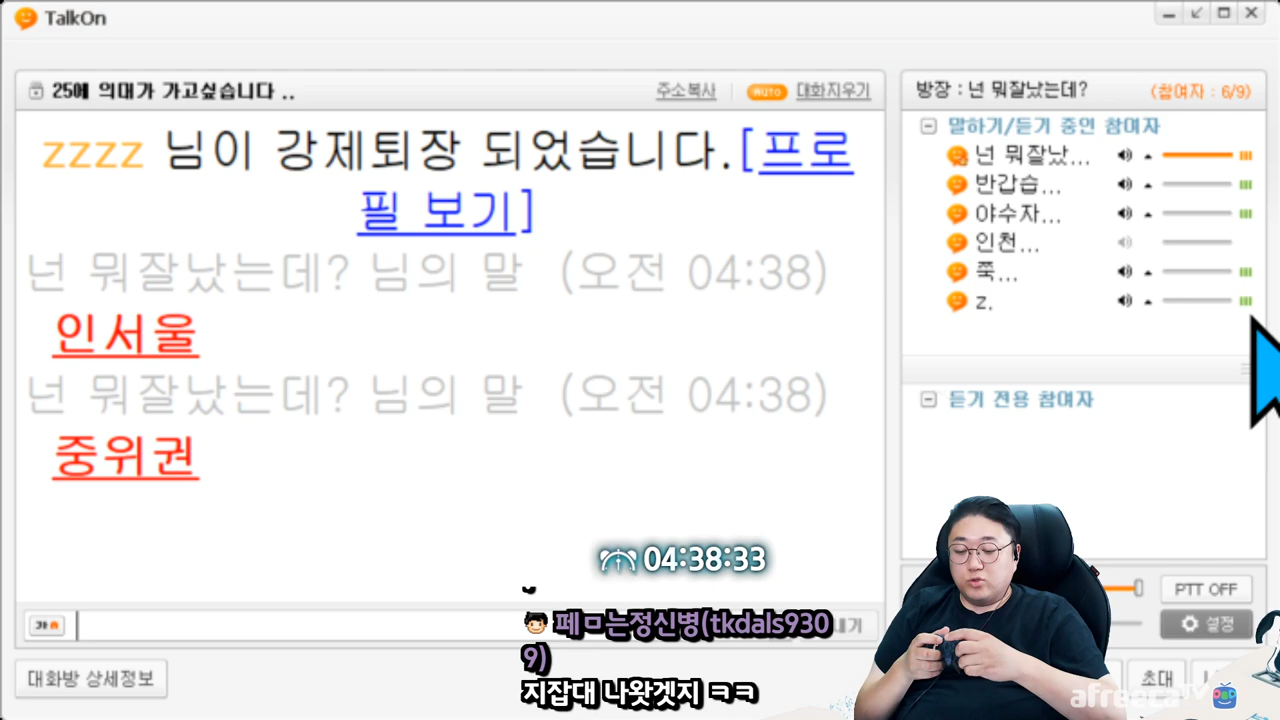 TalkOn
25에 의대가 가고싶습니다 ..
주소복사
AUTO
대화지우기
zzzz 님이 강제퇴장 되었습니다.[프로
필 보기]
넌 뭐잘났는데? 님의 말 (오전 04:38)
인서울
넌 뭐잘났는데? 님의 말 (오전 04:38)
중위권
방장 : 넌 뭐잘났는데?
(참여자 : 6/9)
말하기/듣기 중인 참여자
넌 뭐잘났...
반갑습...
야수자...
인천...
쭉...
z.
듣기 전용 참여자
04:38:33
페ㅁ는정신병(tkdals930
9)
지잡대 나왓겟지 ㅋㅋ
가
PTT OFF
설정
대화방 상세정보
초대
afreecaTV